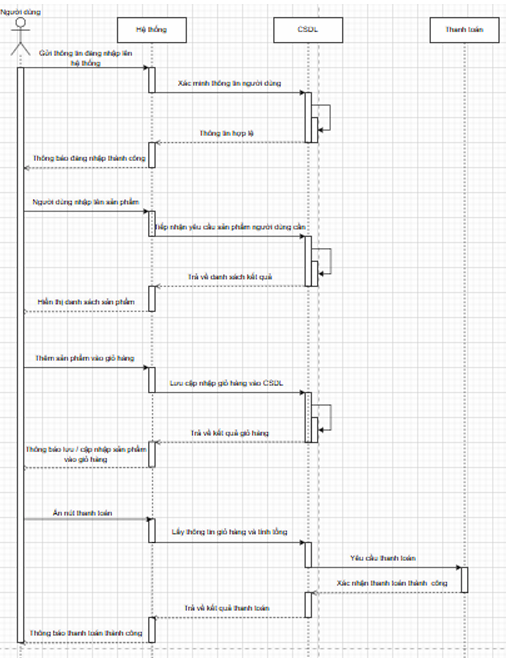 Người dùng
Hệ thống
CSDL
Thanh toán
Gửi thông tin đăng nhập lên
hệ thống
Xác minh thông tin người dùng
Thông tin hợp lệ
Thông báo đăng nhập thành công
Người dùng nhập tên sản phẩm
Tiếp nhận yêu cầu sản phẩm người dùng cần
Trả về danh sách kết quả
Hiển thị danh sách sản phẩm
Thêm sản phẩm vào giỏ hàng
Lưu cập nhập giỏ hàng vào CSDL
Trả về kết quả giỏ hàng
Thông báo lưu / cập nhập sản phẩm
vào giỏ hàng
Ấn nút thanh toán
Lấy thông tin giỏ hàng và tính tổng
Yêu cầu thanh toán
Xác nhận thanh toán thành công
Trả về kết quả thanh toán
Thông báo thanh toán thành công